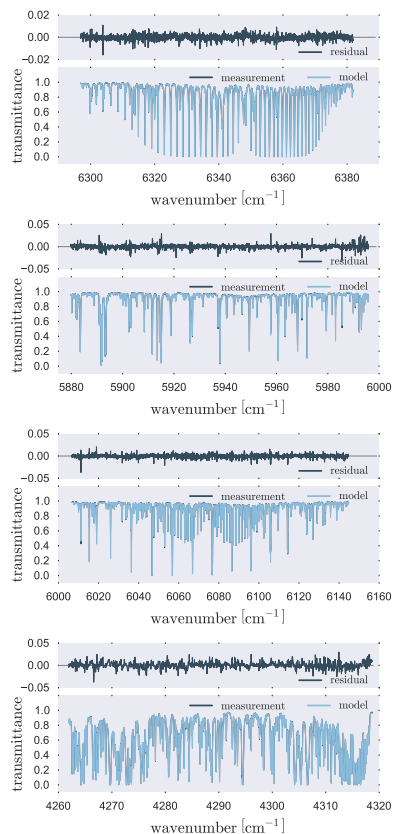 0.02
0.00
−0.02
residual
transmittance
1.0
0.8
0.6
0.4
0.2
0.0
measurement model
6300 6320 6340 6360 6380
wavenumber [cm⁻¹]
0.05
0.00
−0.05
residual
transmittance
1.0
0.8
0.6
0.4
0.2
0.0
measurement model
5880 5900 5920 5940 5960 5980 6000
wavenumber [cm⁻¹]
0.05
0.00
−0.05
residual
transmittance
1.0
0.8
0.6
0.4
0.2
0.0
measurement model
6000 6020 6040 6060 6080 6100 6120 6140 6160
wavenumber [cm⁻¹]
0.05
0.00
−0.05
residual
transmittance
1.0
0.8
0.6
0.4
0.2
0.0
measurement model
4260 4270 4280 4290 4300 4310 4320
wavenumber [cm⁻¹]